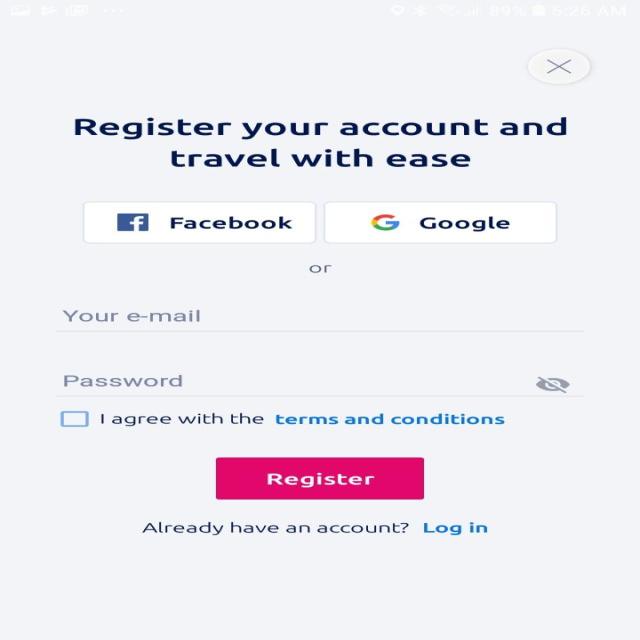 89% 5:26 AM
Register your account and
travel with ease
Facebook Google
or
Your e-mail
Password
I agree with the terms and conditions
Register
Already have an account? Log in